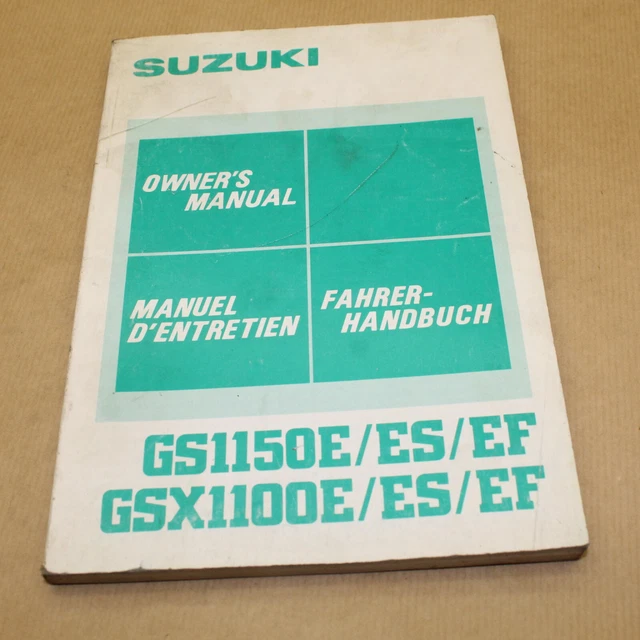 SUZUKI
OWNER'S
MANUAL
MANUEL
D'ENTRETIEN
FAHRER-
HANDBUCH
GS1150E/ES/EF
GSX1100E/ES/EF